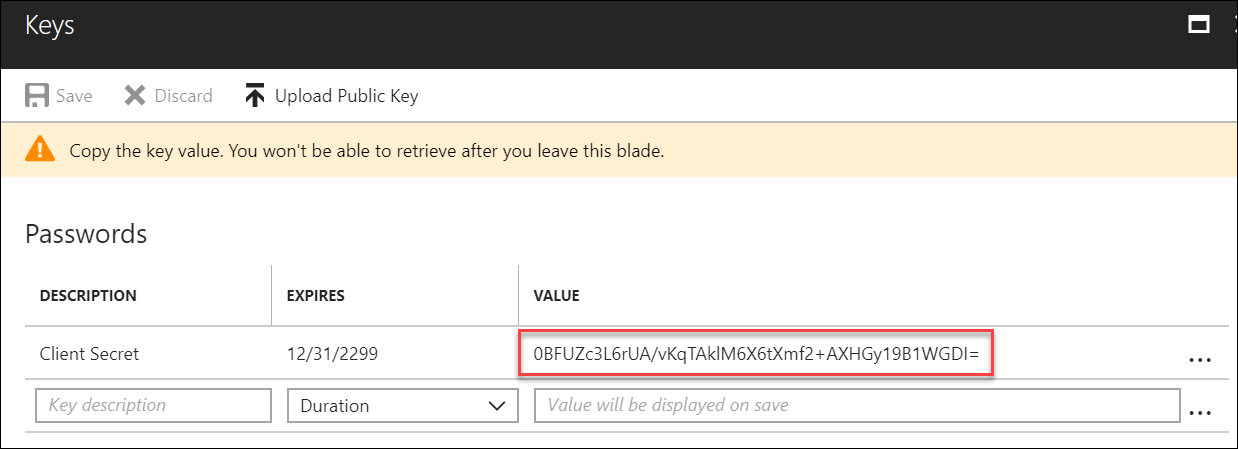 Keys
Save Discard Upload Public Key
Copy the key value. You won't be able to retrieve after you leave this blade.
Passwords
DESCRIPTION EXPIRES VALUE
Client Secret 12/31/2299 0BFUZc3L6rUA/vKqTAklM6X6tXmf2+AXHGy19B1WGDI= ...
Key description Duration Value will be displayed on save ...